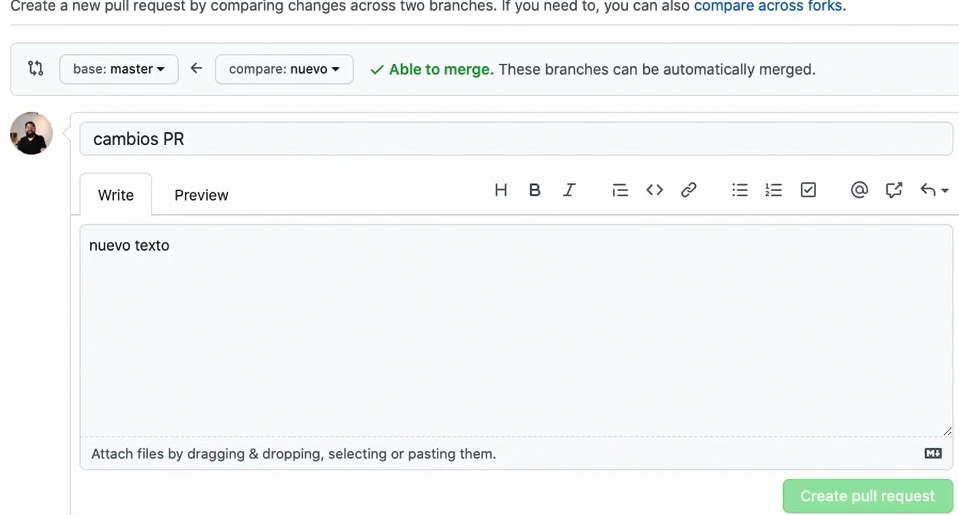 Create a new pull request by comparing changes across two branches. If you need to, you can also compare across forks.
base: master compare: nuevo Able to merge. These branches can be automatically merged.
cambios PR
Write Preview
nuevo texto
Attach files by dragging & dropping, selecting or pasting them.
Create pull request